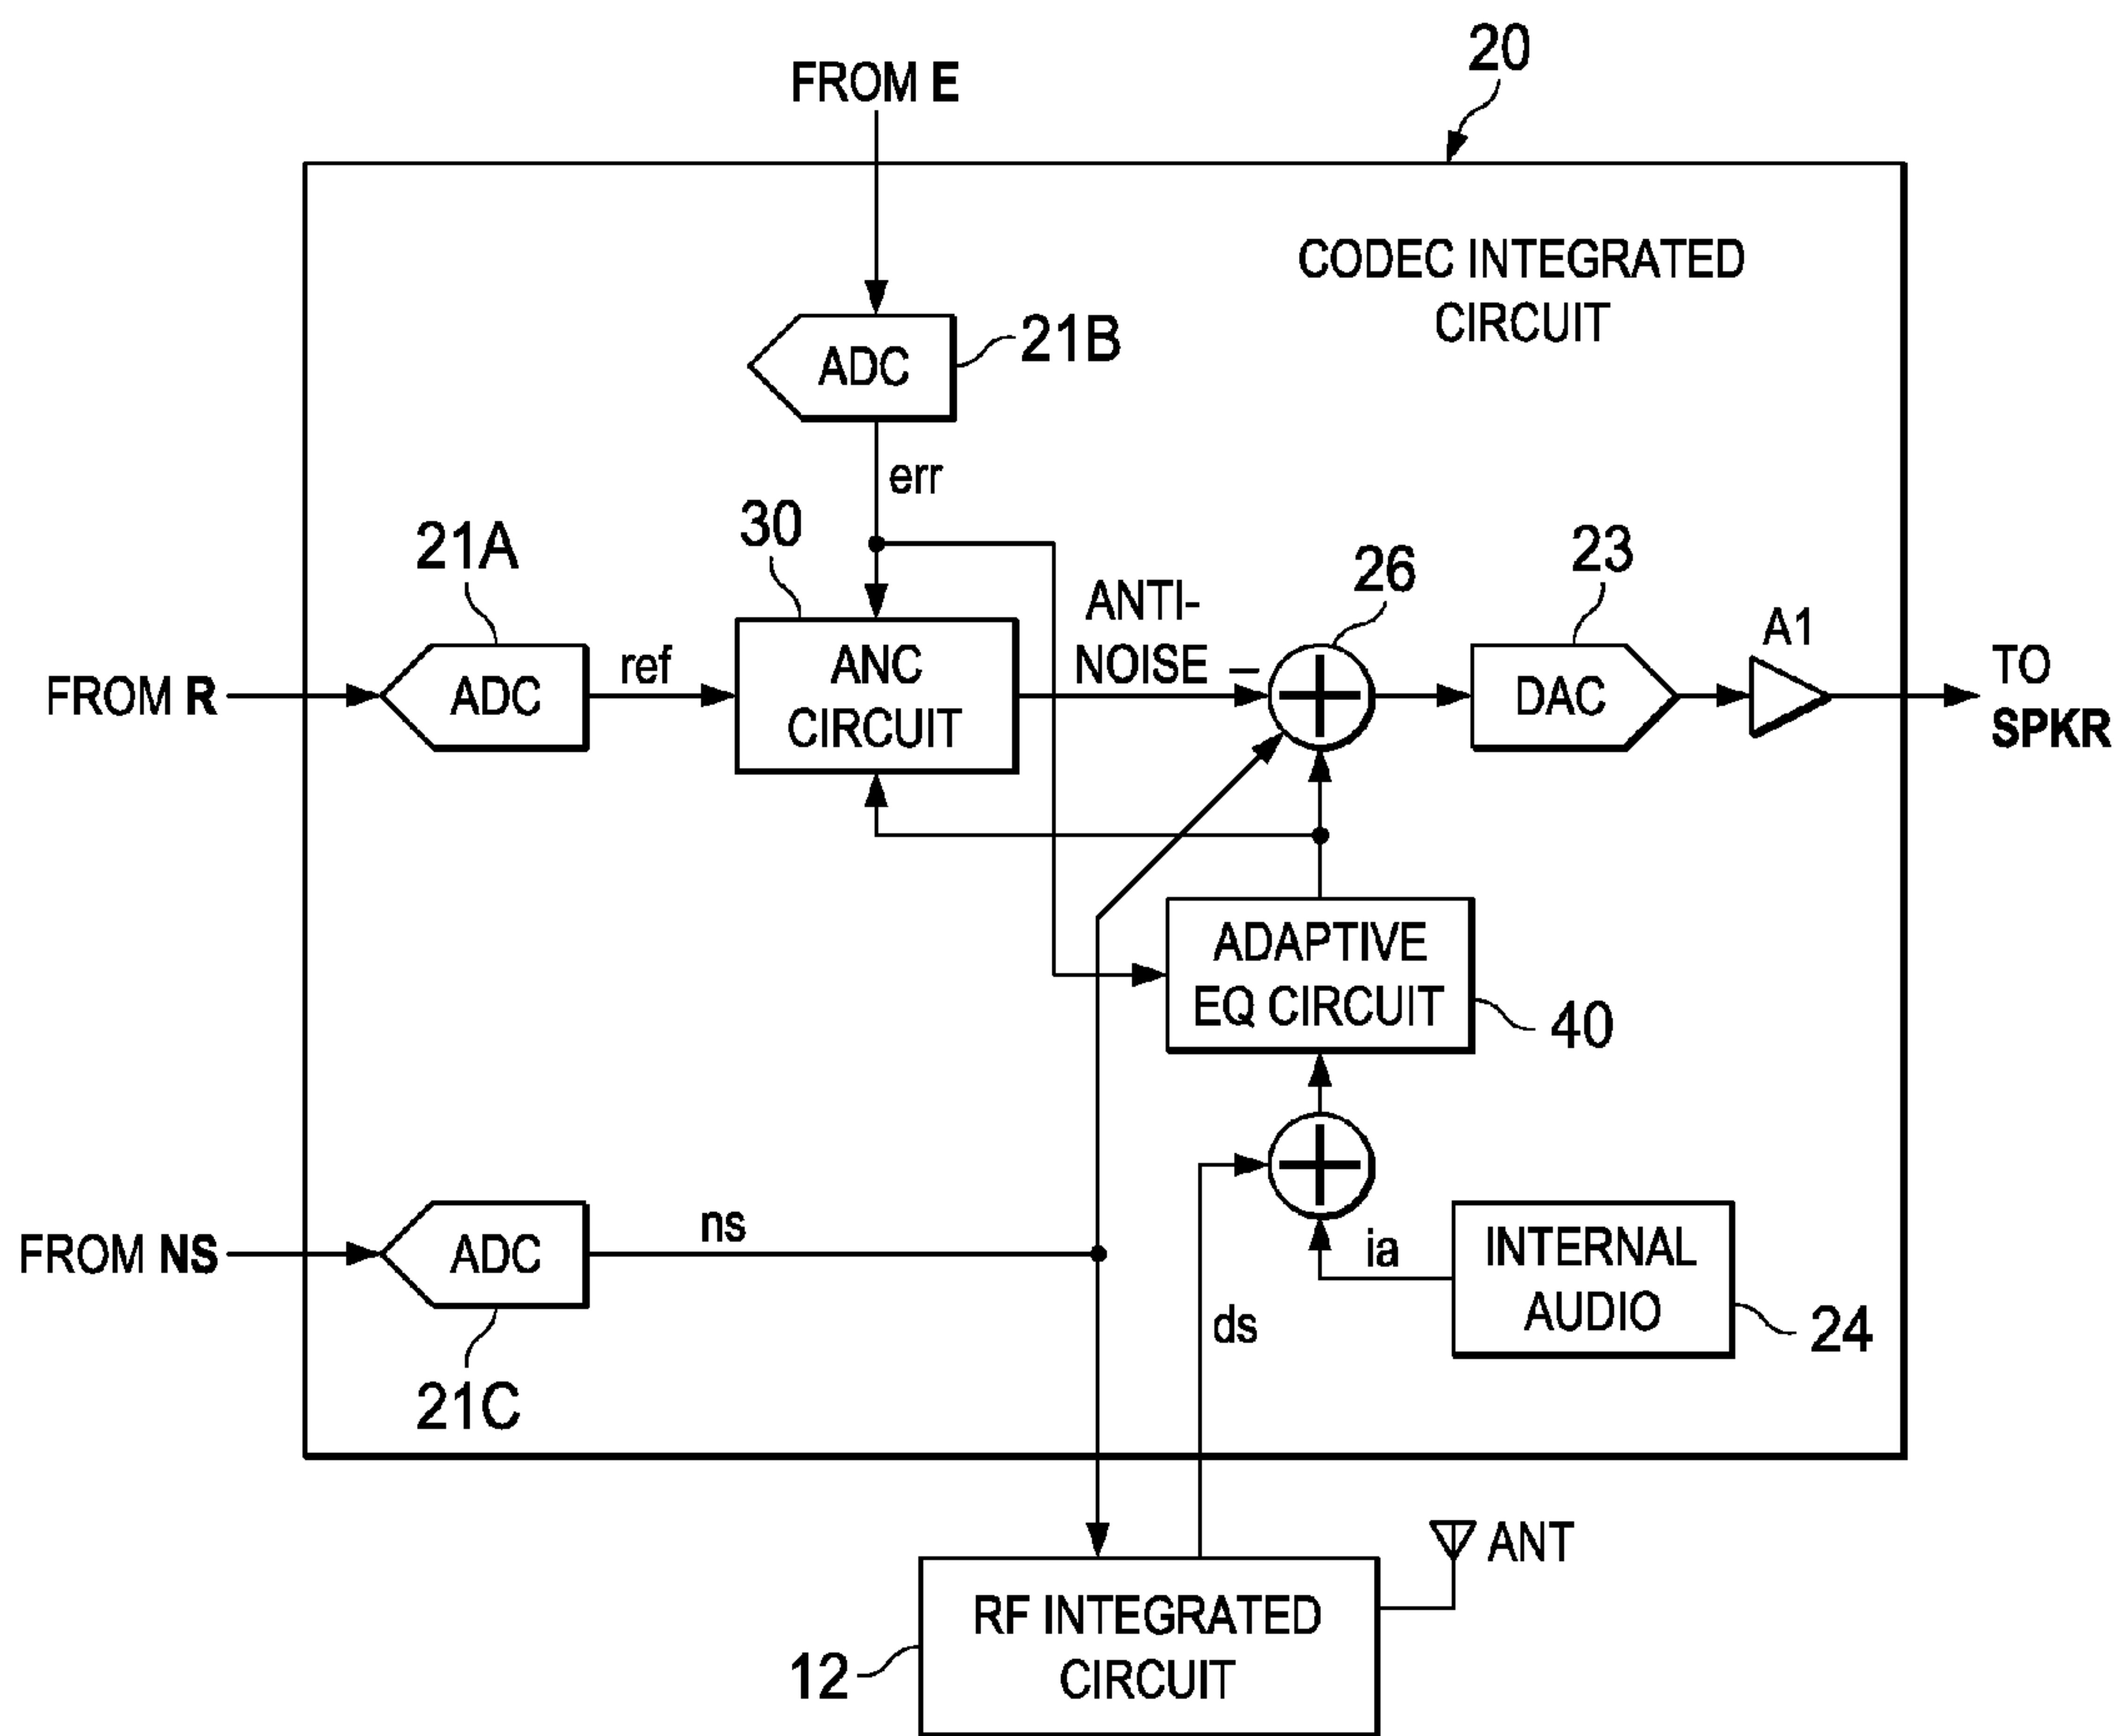 20
FROM E
CODEC INTEGRATED
CIRCUIT
ADC
21B
err
21A
30
ANTI-
NOISE –
26
23
A1
FROM R
ADC
ref
ANC
CIRCUIT
DAC
TO
SPKR
ADAPTIVE
EQ CIRCUIT
40
FROM NS
ADC
ns
21C
ia
INTERNAL
AUDIO
24
ds
ANT
RF INTEGRATED
CIRCUIT
12